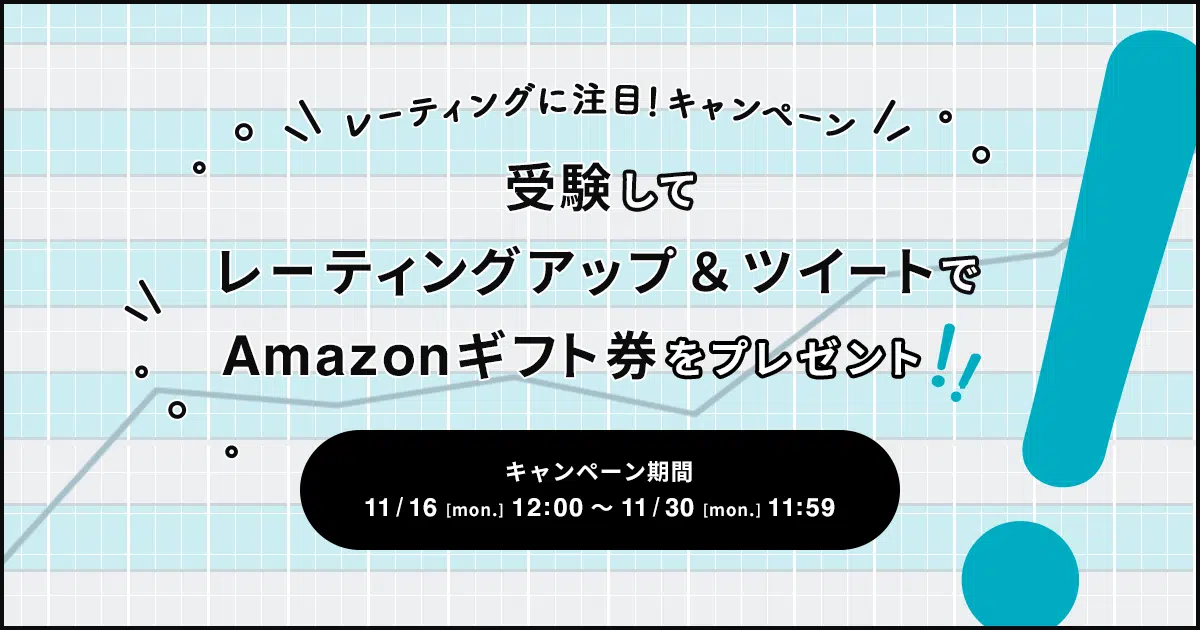 レーティングに注目!キャンペーン
受験して
レーティングアップ & ツイートで
Amazonギフト券をプレゼント!!
キャンペーン期間
11/16 [mon.] 12:00 〜 11/30 [mon.] 11:59